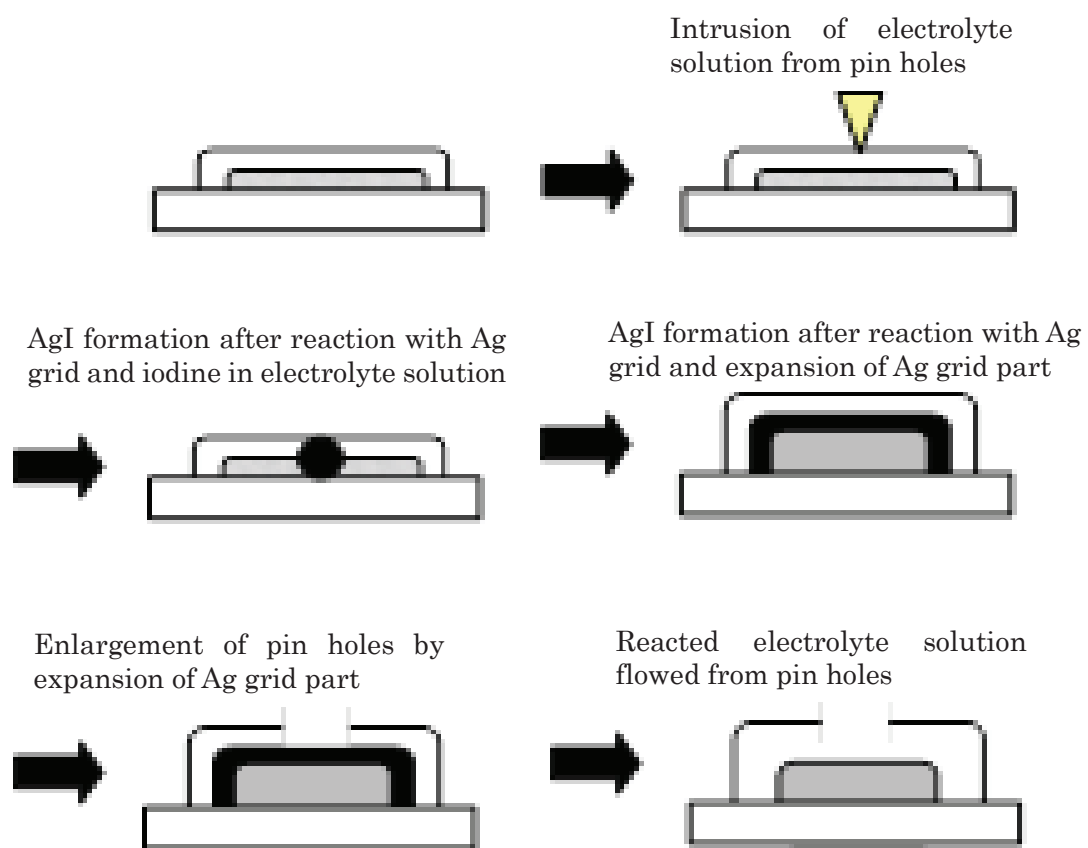 Intrusion of electrolyte
solution from pin holes
AgI formation after reaction with Ag
grid and iodine in electrolyte solution
AgI formation after reaction with Ag
grid and expansion of Ag grid part
Enlargement of pin holes by
expansion of Ag grid part
Reacted electrolyte solution
flowed from pin holes